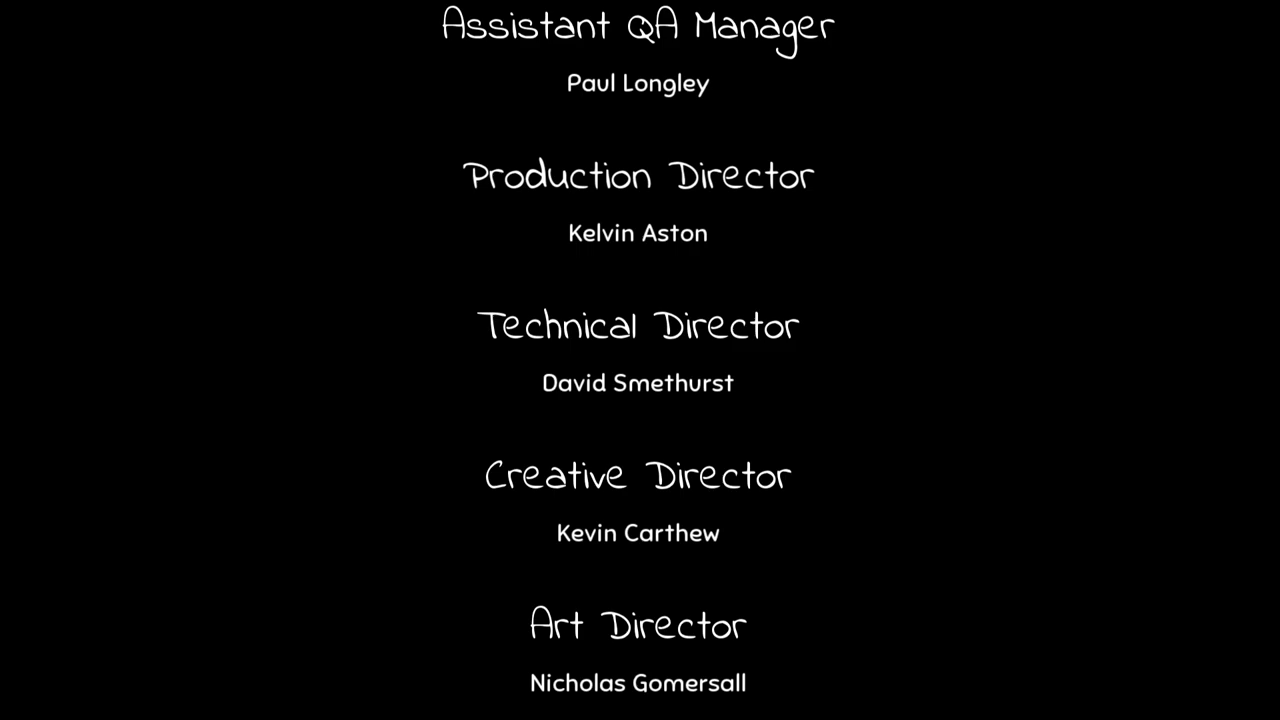 Assistant QA Manager
Paul Longley
Production Director
Kelvin Aston
Technical Director
David Smethurst
Creative Director
Kevin Carthew
Art Director
Nicholas Gomersall